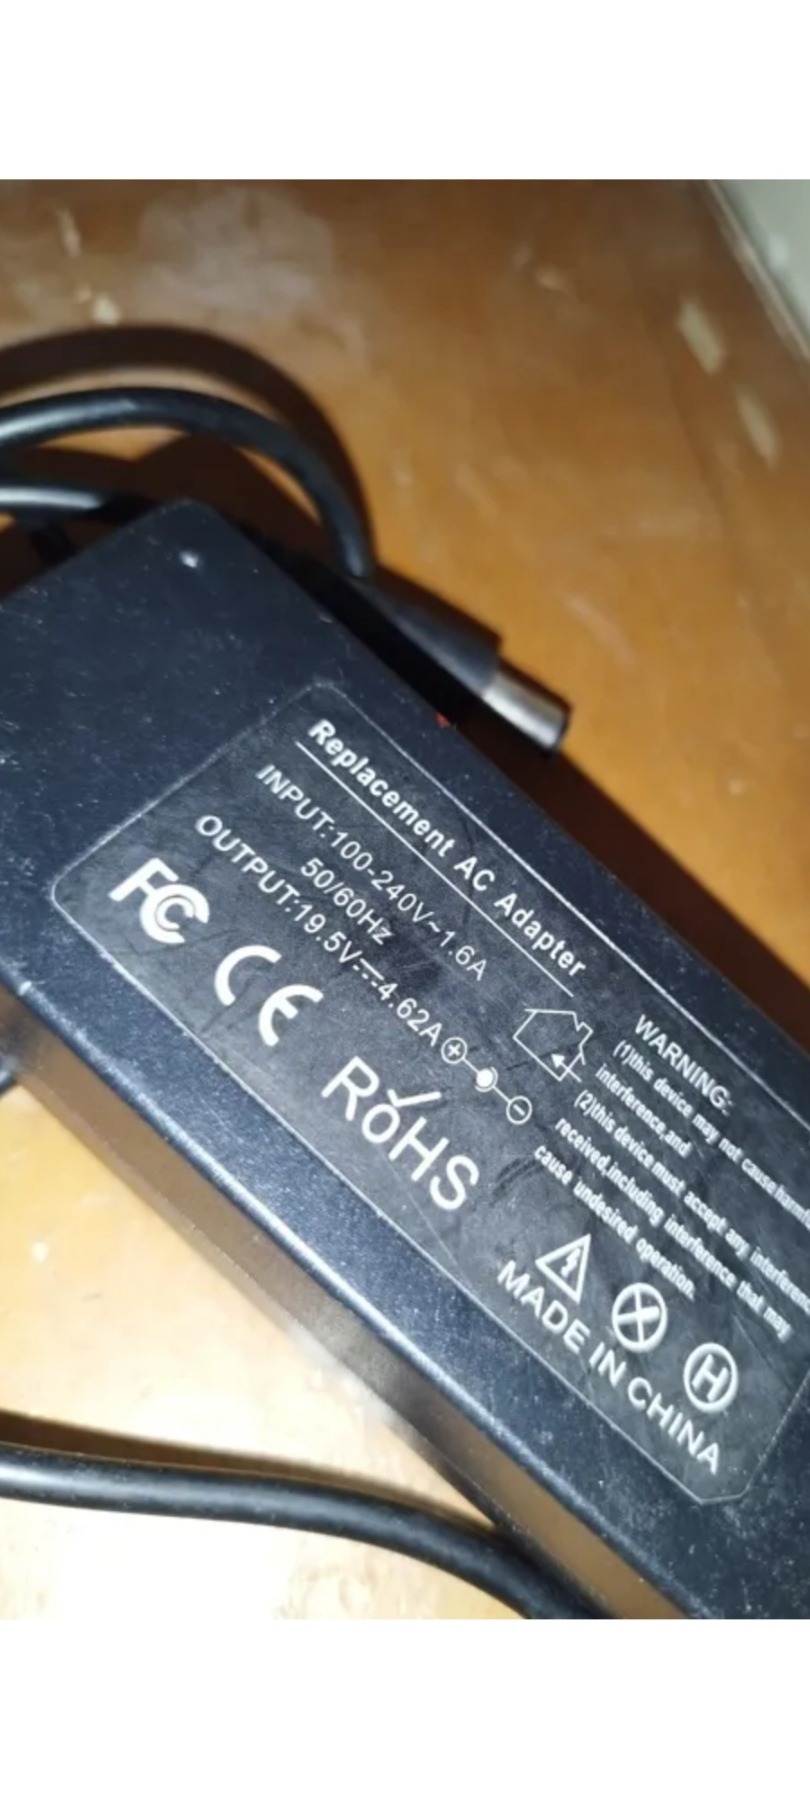 Replacement AC Adapter
INPUT:100-240V~1.6A
50/60Hz
OUTPUT:19.5V⎓4.62A
FC CE RoHS
WARNING:
(1)this device may not cause harmful
interference,and
(2)this device must accept any interference
received,including interference that may
cause undesired operation.
H
MADE IN CHINA